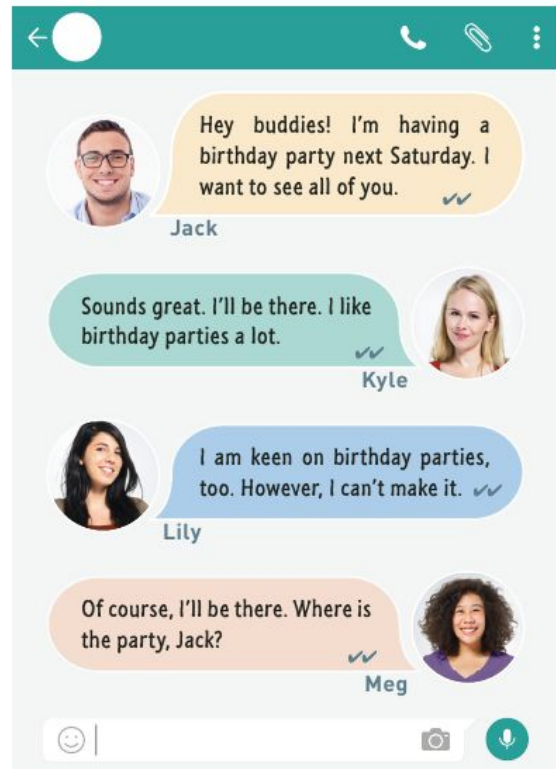 Hey buddies! I'm having a
birthday party next Saturday. I
want to see all of you.
Jack
Sounds great. I'll be there. I like
birthday parties a lot.
Kyle
I am keen on birthday parties,
too. However, I can't make it.
Lily
Of course, I'll be there. Where is
the party, Jack?
Meg